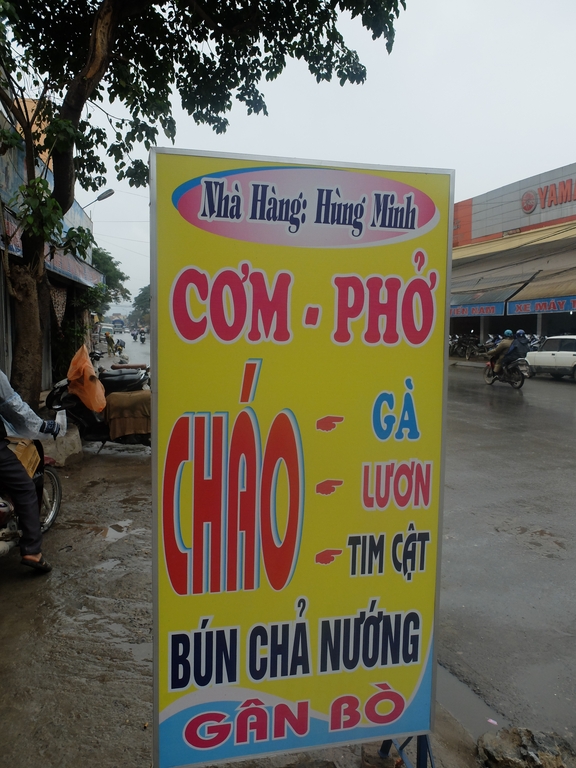 Nhà Hàng: Hùng Minh
CƠM - PHỞ
CHÁO
- GÀ
- LƯƠN
- TIM CẬT
BÚN CHẢ NƯỚNG
GÂN BÒ
YAM
XE MÁY